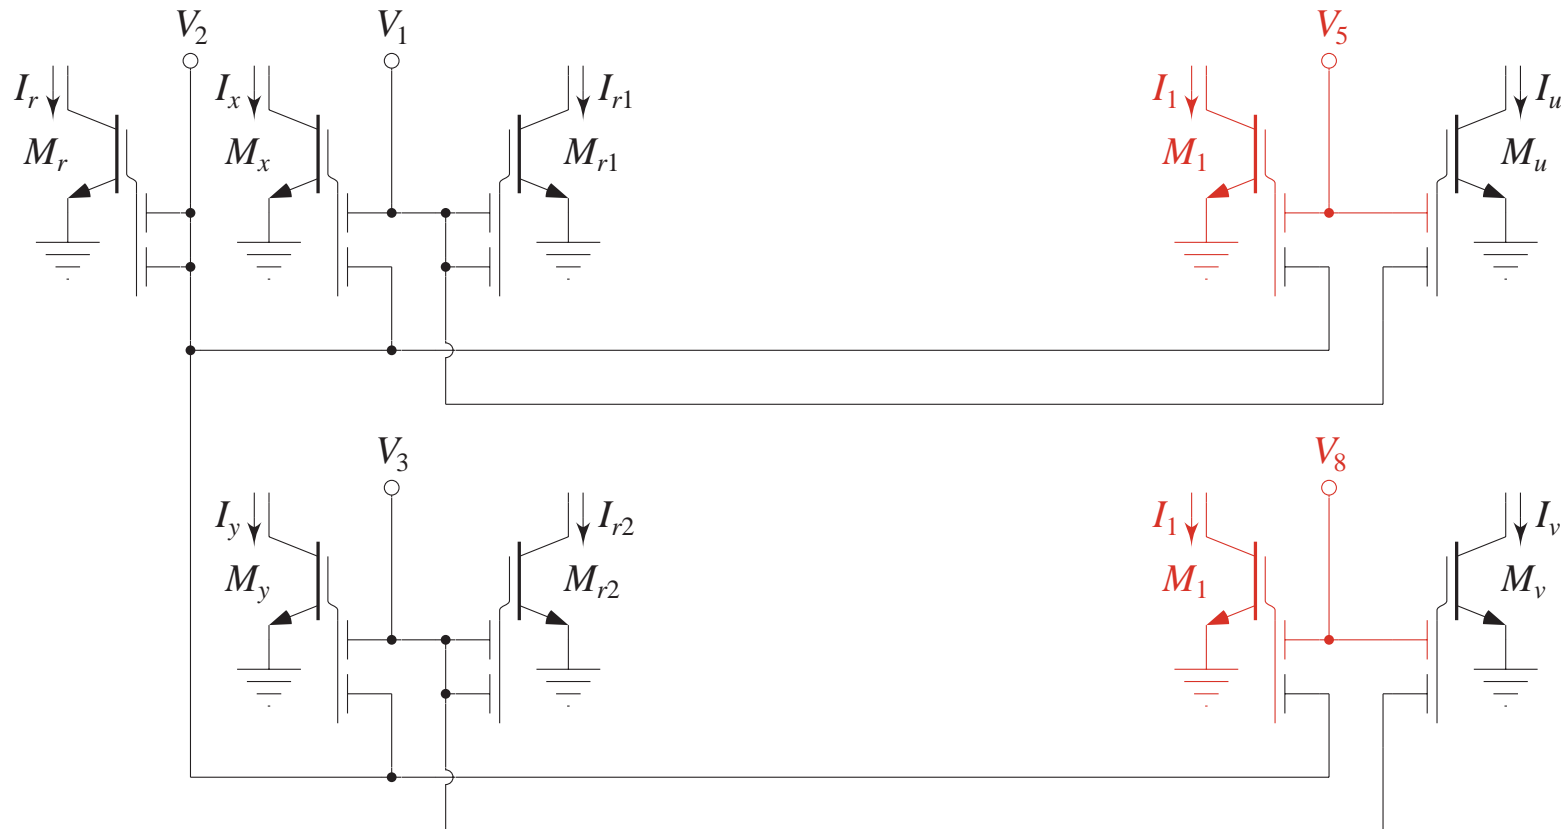 V2 V1 V5
Ir Ix Ir1 I1 Iu
Mr Mx Mr1 M1 Mu
V3 V8
Iy Ir2 I1 Iv
My Mr2 M1 Mv